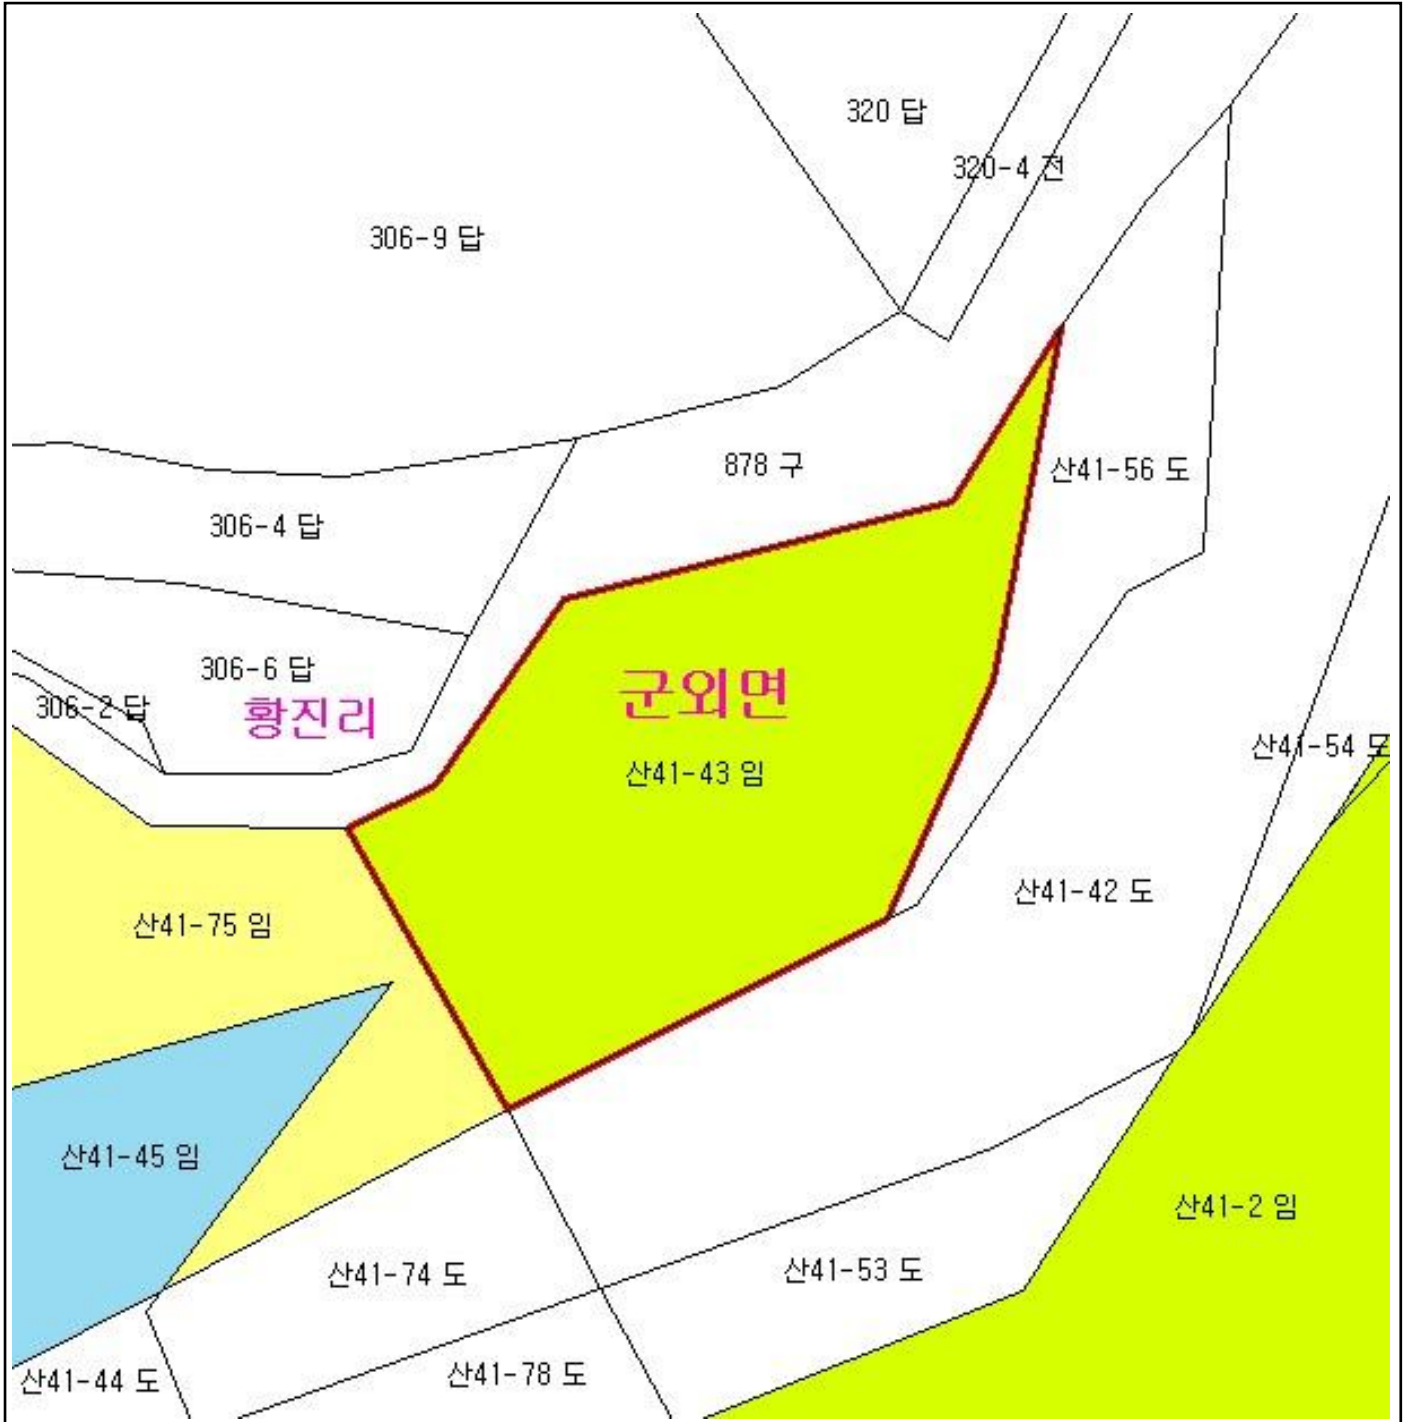 320 답
320-4 전
306-9 답
878 구
산41-56 도
306-4 답
306-6 답
306-2 답
황진리
군외면
산41-43 임
산41-54 도
산41-42 도
산41-75 임
산41-45 임
산41-2 임
산41-74 도
산41-53 도
산41-44 도
산41-78 도